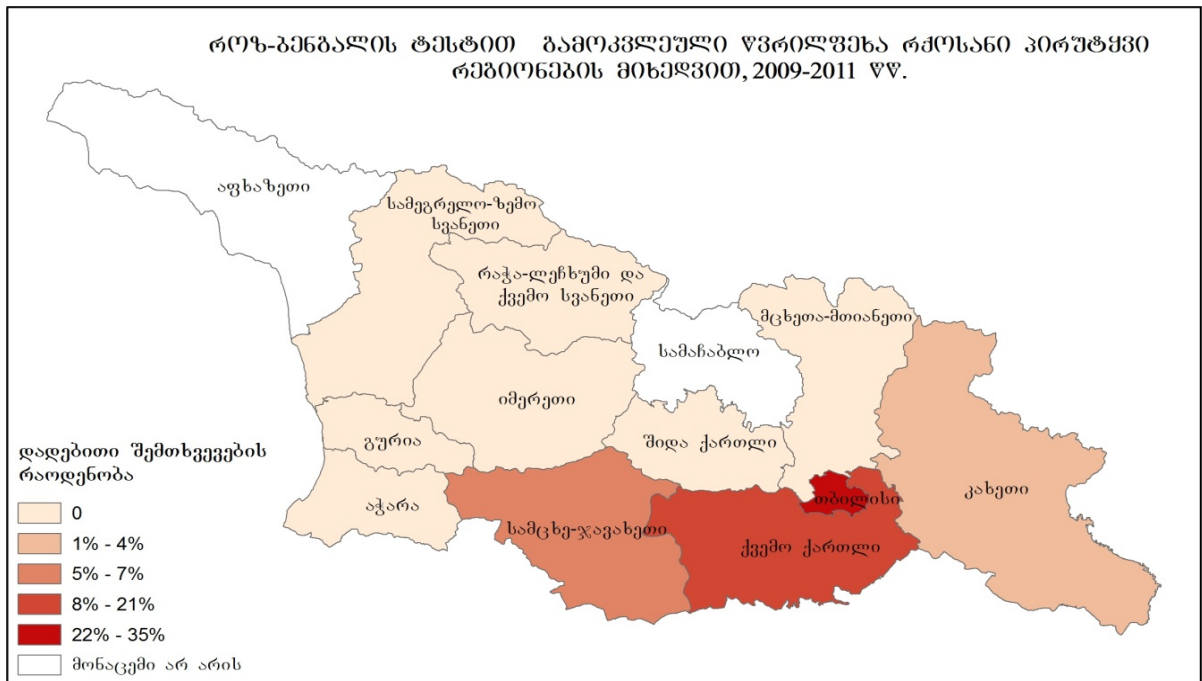 როზ-ბენგალის ტესტით გამოკვლეული წვრილფეხა რქოსანი პირუტყვი
რეგიონების მიხედვით, 2009-2011 წწ.
აფხაზეთი
სამეგრელო-ზემო
სვანეთი
რაჭა-ლეჩხუმი და
ქვემო სვანეთი
მცხეთა-მთიანეთი
სამაჩაბლო
იმერეთი
გურია
შიდა ქართლი
აჭარა
თბილისი
კახეთი
სამცხე-ჯავახეთი
ქვემო ქართლი
დადებითი შემთხვევების
რაოდენობა
0
1% - 4%
5% - 7%
8% - 21%
22% - 35%
მონაცემი არ არის